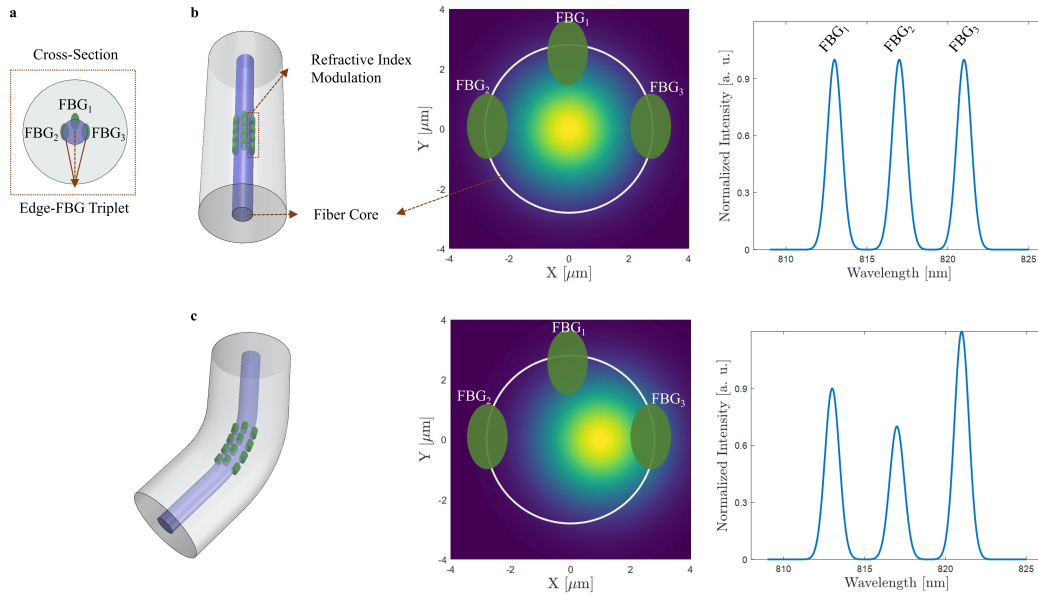 a
Cross-Section
FBG₁
FBG₂
FBG₃
Edge-FBG Triplet
b
Refractive Index
Modulation
Fiber Core
4
2
0
-2
-4
Y [μm]
-4
-2
0
2
4
X [μm]
FBG₁
FBG₂
FBG₃
Normalized Intensity [a. u.]
0.9
0.6
0.3
0
810
815
820
825
Wavelength [nm]
FBG₁
FBG₂
FBG₃
c
4
2
0
-2
-4
Y [μm]
-4
-2
0
2
4
X [μm]
FBG₁
FBG₂
FBG₃
Normalized Intensity [a. u.]
0.9
0.6
0.3
0
810
815
820
825
Wavelength [nm]